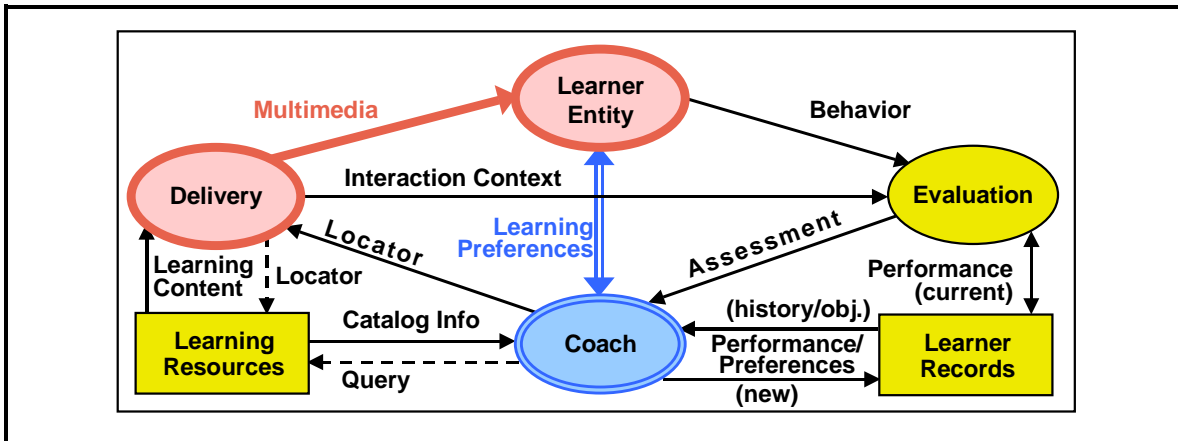 Learner
Entity
Multimedia
Behavior
Delivery
Interaction Context
Evaluation
Learning
Preferences
Locator
Assessment
Learning
Content
Locator
Performance
(current)
Learning
Resources
Catalog Info
Query
Coach
(history/obj.)
Performance/
Preferences
(new)
Learner
Records